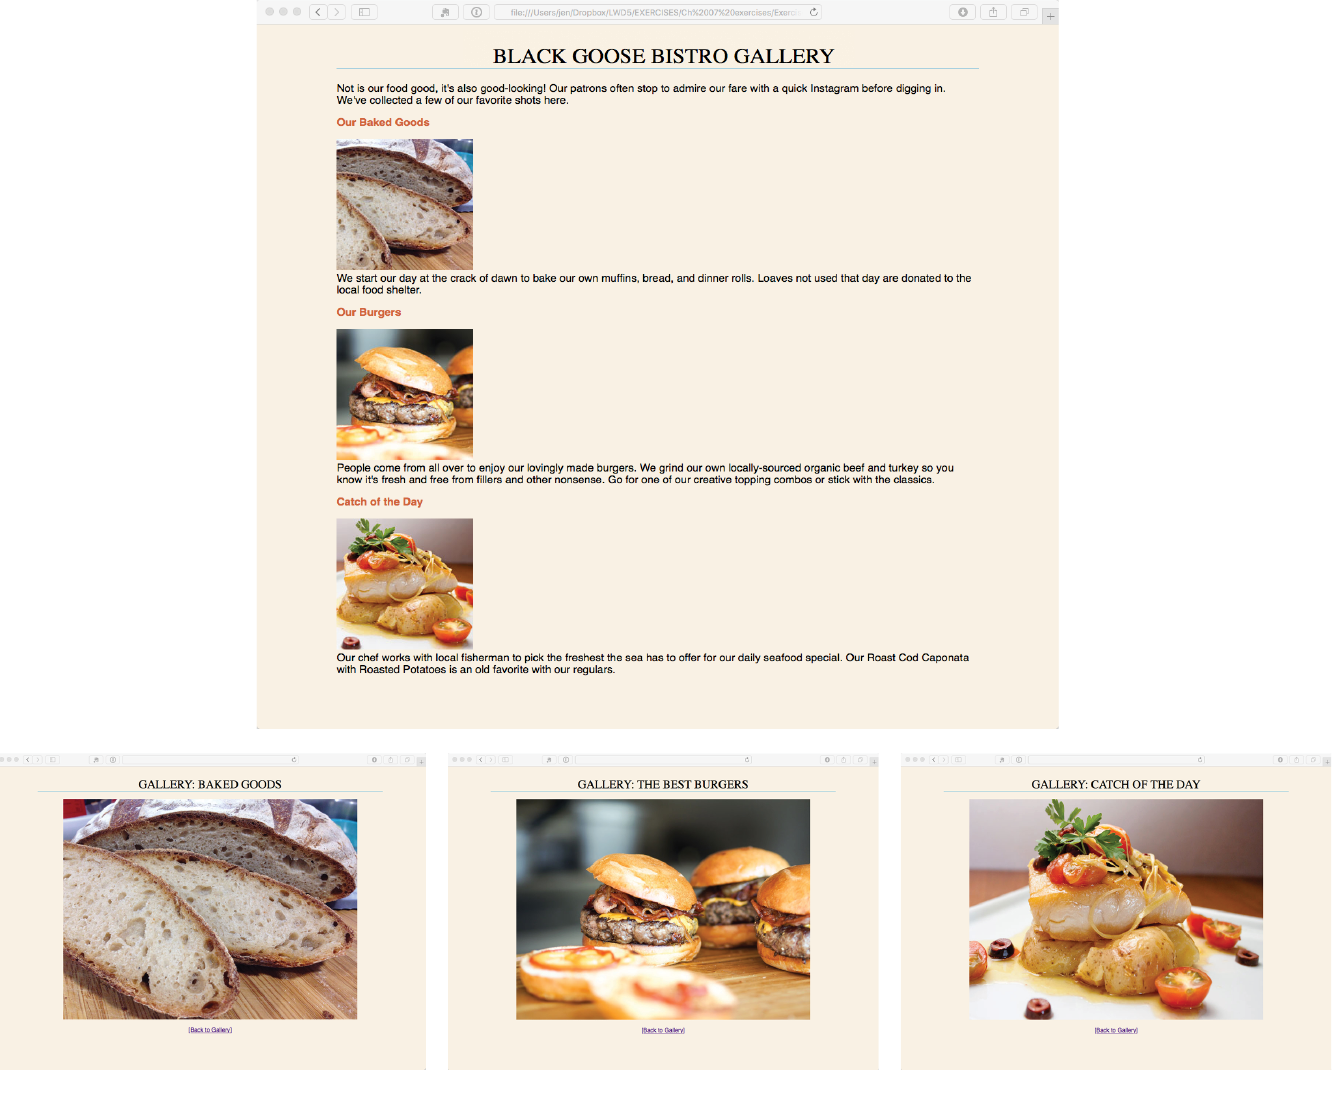 file:///Users/jen/Dropbox/LWD5/EXERCISES/Ch%2007%20exercises/Exerc
BLACK GOOSE BISTRO GALLERY
Not is our food good, it's also good-looking! Our patrons often stop to admire our fare with a quick Instagram before digging in.
We've collected a few of our favorite shots here.
Our Baked Goods
We start our day at the crack of dawn to bake our own muffins, bread, and dinner rolls. Loaves not used that day are donated to the
local food shelter.
Our Burgers
People come from all over to enjoy our lovingly made burgers. We grind our own locally-sourced organic beef and turkey so you
know it's fresh and free from fillers and other nonsense. Go for one of our creative topping combos or stick with the classics.
Catch of the Day
Our chef works with local fisherman to pick the freshest the sea has to offer for our daily seafood special. Our Roast Cod Caponata
with Roasted Potatoes is an old favorite with our regulars.
GALLERY: BAKED GOODS
[Back to Gallery]
GALLERY: THE BEST BURGERS
[Back to Gallery]
GALLERY: CATCH OF THE DAY
[Back to Gallery]